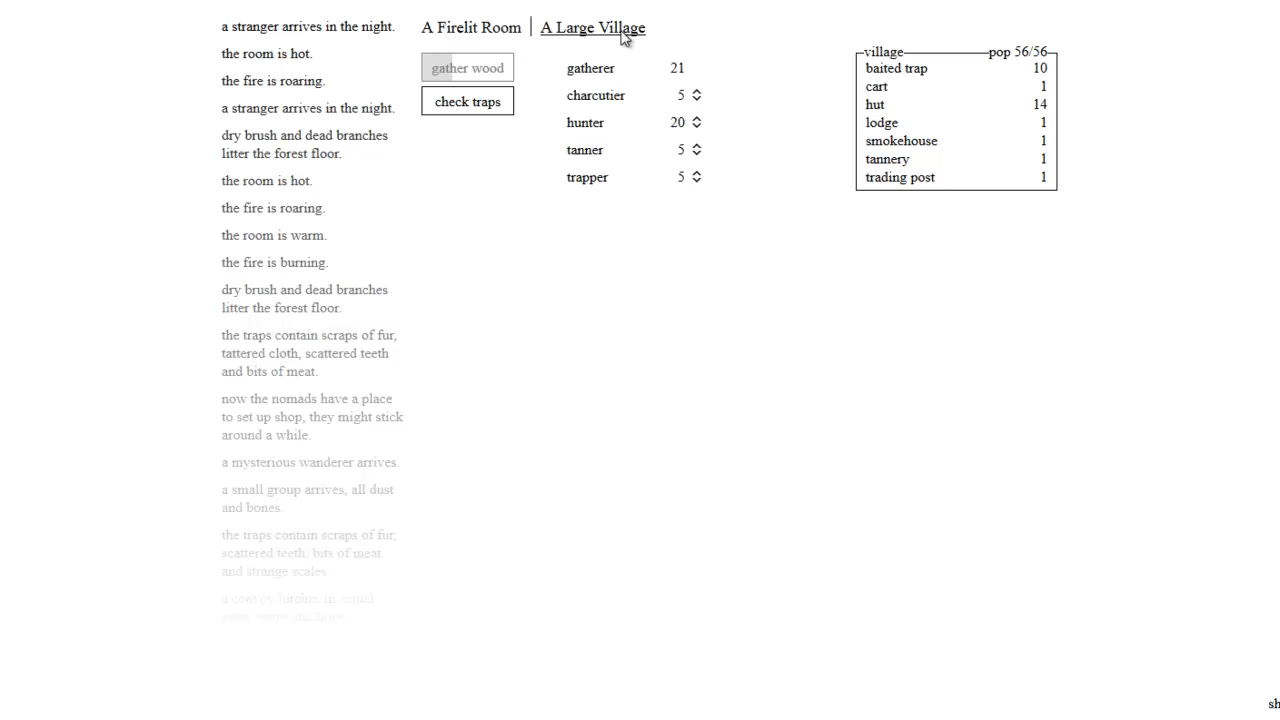 a stranger arrives in the night.
the room is hot.
the fire is roaring.
a stranger arrives in the night.
dry brush and dead branches
litter the forest floor.
the room is hot.
the fire is roaring.
the room is warm.
the fire is burning.
dry brush and dead branches
litter the forest floor.
the traps contain scraps of fur,
tattered cloth, scattered teeth
and bits of meat.
now the nomads have a place
to set up shop, they might stick
around a while.
a mysterious wanderer arrives.
a small group arrives, all dust
and bones.
the traps contain scraps of fur,
scattered teeth, bits of meat
and strange scales.
a convoy lurches in, equal
A Firelit Room | A Large Village
gather wood
check traps
gatherer 21
charcutier 5
hunter 20
tanner 5
trapper 5
village pop 56/56
baited trap 10
cart 1
hut 14
lodge 1
smokehouse 1
tannery 1
trading post 1
sh